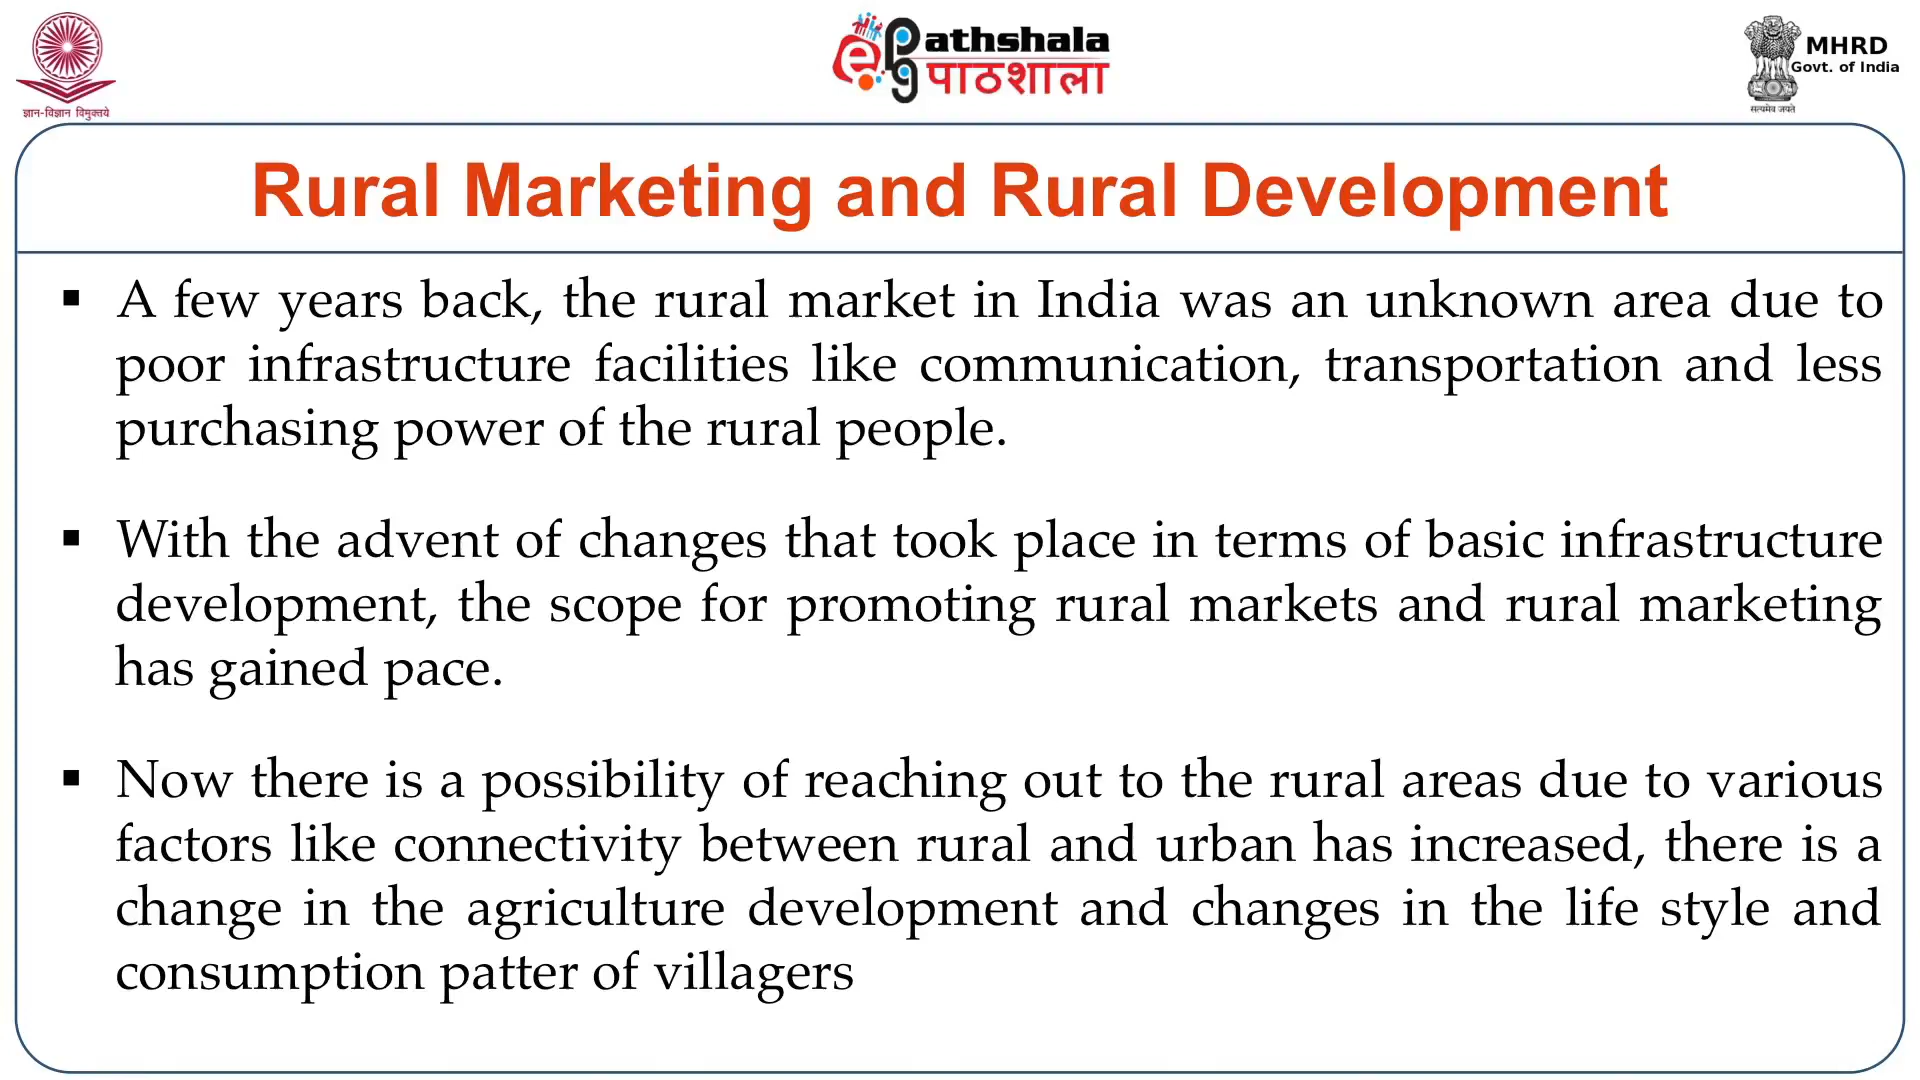 ज्ञान-विज्ञान विमुक्तये
ePathshala
पाठशाला
MHRD
Govt. of India
सत्यमेव जयते
Rural Marketing and Rural Development
▪ A few years back, the rural market in India was an unknown area due to
poor infrastructure facilities like communication, transportation and less
purchasing power of the rural people.
▪ With the advent of changes that took place in terms of basic infrastructure
development, the scope for promoting rural markets and rural marketing
has gained pace.
▪ Now there is a possibility of reaching out to the rural areas due to various
factors like connectivity between rural and urban has increased, there is a
change in the agriculture development and changes in the life style and
consumption patter of villagers